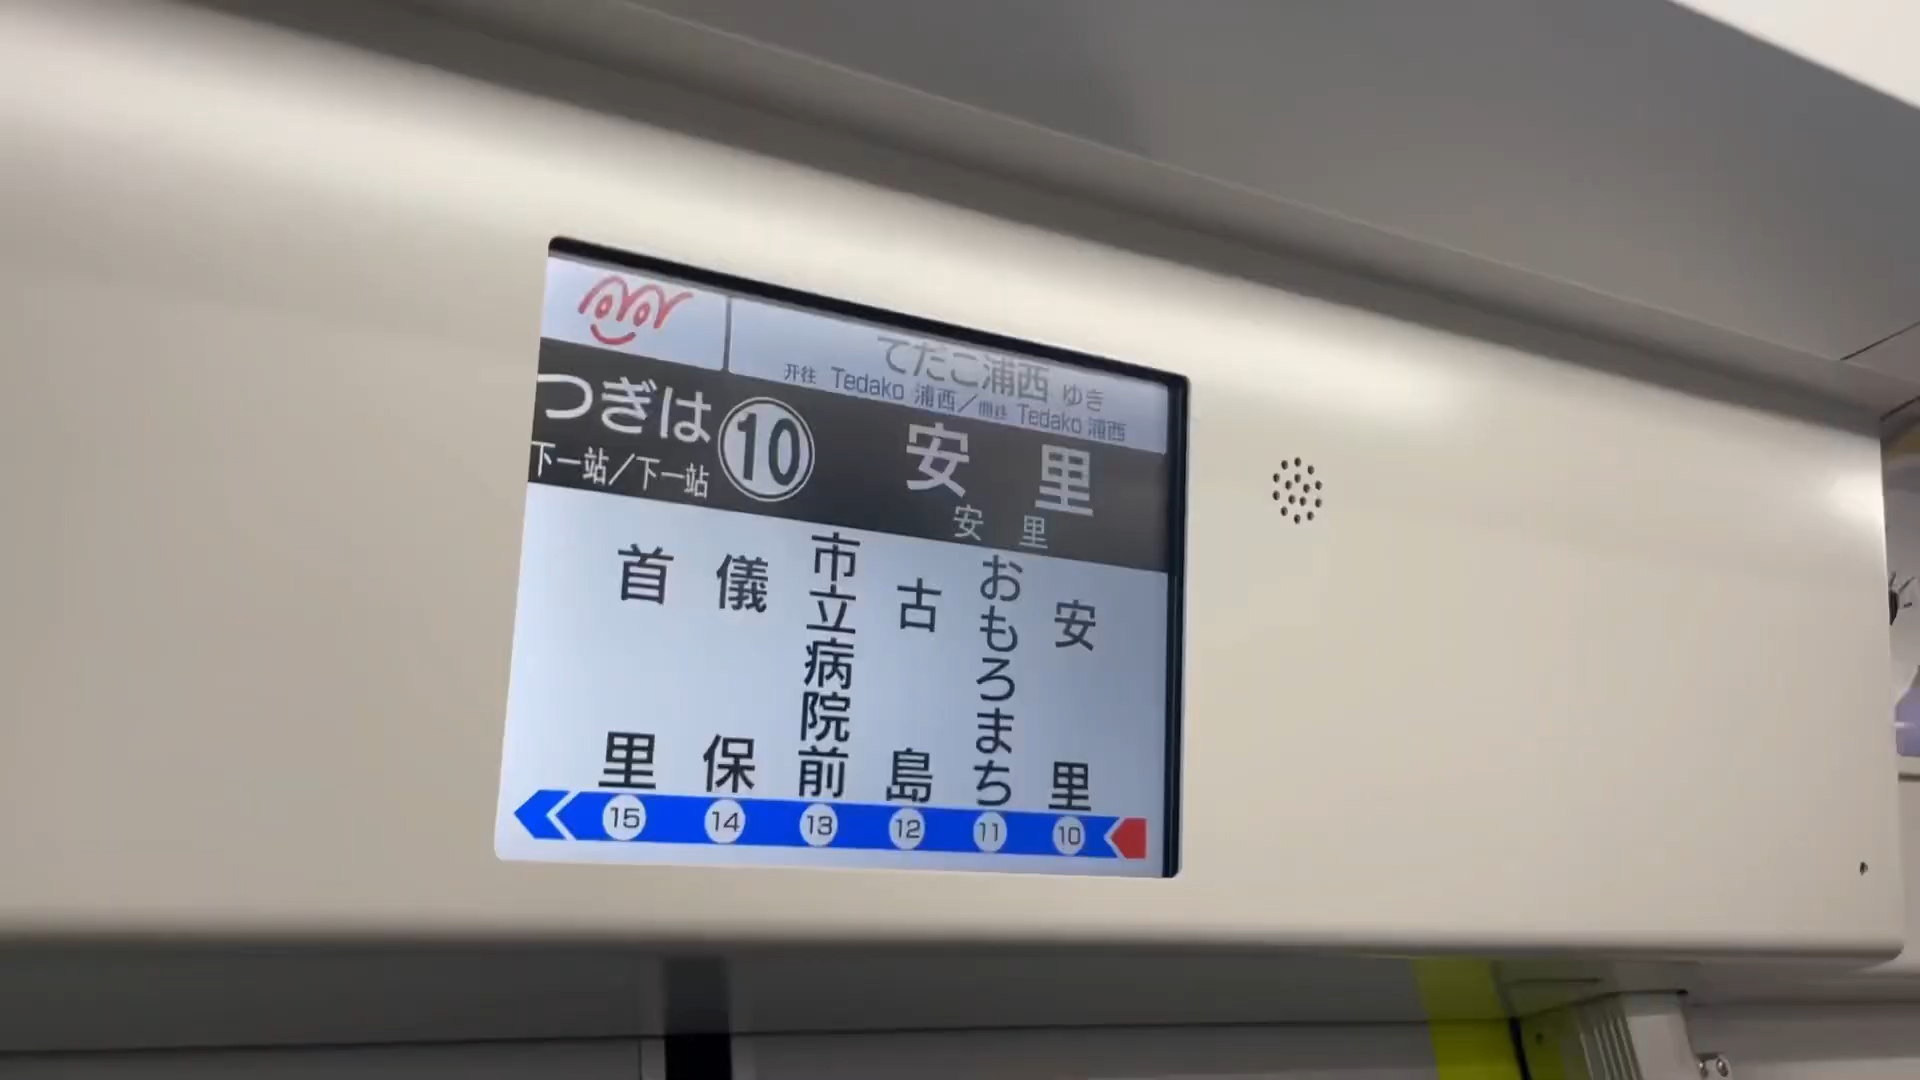 てだこ浦西 ゆき
开往 Tedako 浦西／開往 Tedako 浦西
つぎは 10 安里
下一站／下一站 安里
首里
儀保
市立病院前
古島
おもろまち
安里
15 14 13 12 11 10